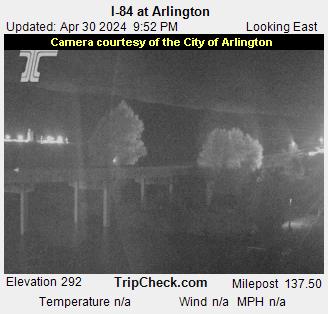 I-84 at Arlington
Updated: Apr 30 2024 9:52 PM Looking East
Camera courtesy of the City of Arlington
Elevation 292 TripCheck.com Milepost 137.50
Temperature n/a Wind n/a MPH n/a